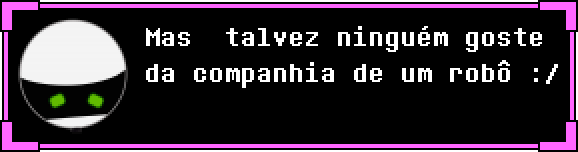 Mas  talvez ninguém goste
da companhia de um robô :/